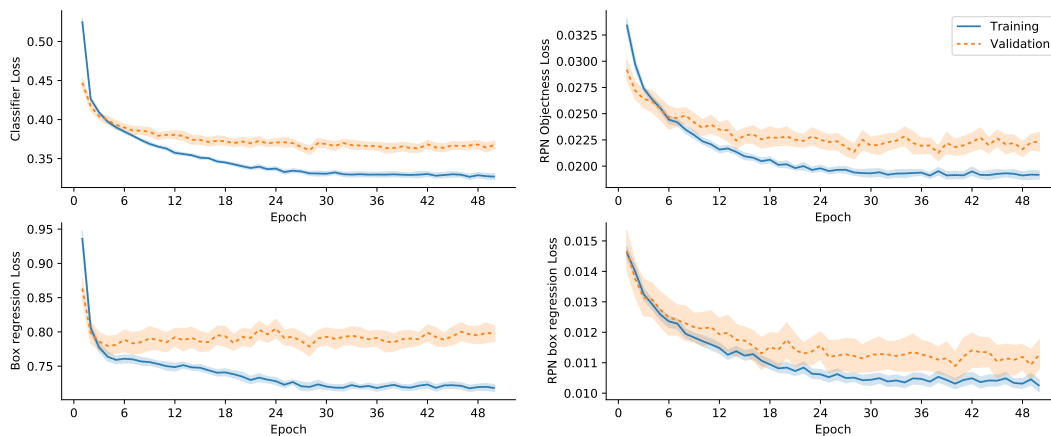 Classifier Loss
0.50
0.45
0.40
0.35
0 6 12 18 24 30 36 42 48
Epoch
RPN Objectness Loss
0.0325
0.0300
0.0275
0.0250
0.0225
0.0200
0 6 12 18 24 30 36 42 48
Epoch
Training
Validation
Box regression Loss
0.95
0.90
0.85
0.80
0.75
0 6 12 18 24 30 36 42 48
Epoch
RPN box regression Loss
0.015
0.014
0.013
0.012
0.011
0.010
0 6 12 18 24 30 36 42 48
Epoch